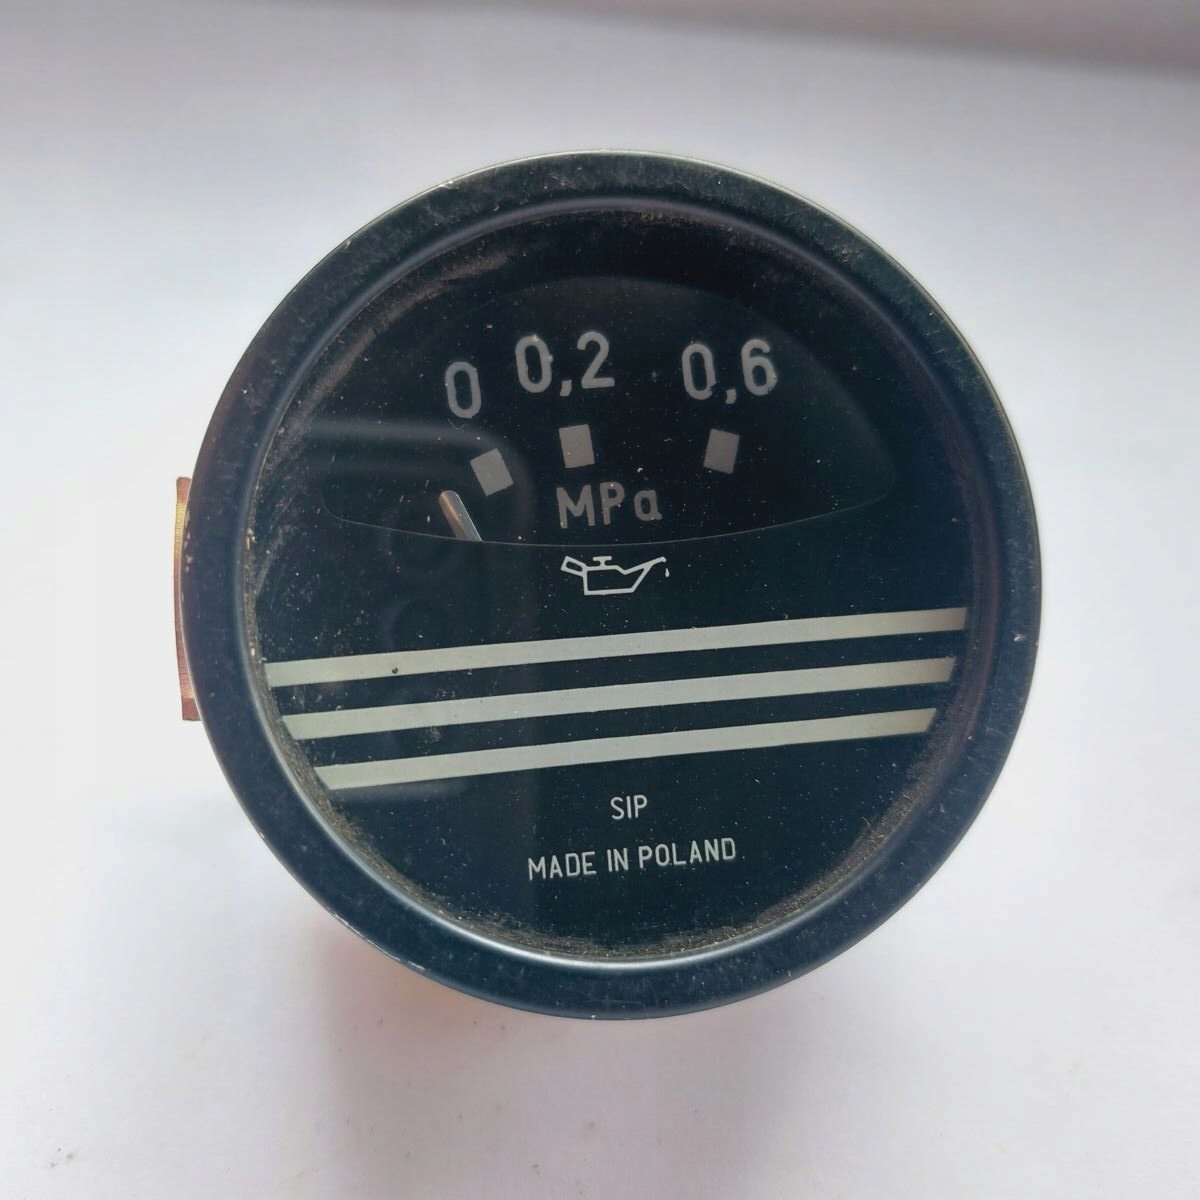 0 0,2 0,6
MPa
SIP
MADE IN POLAND